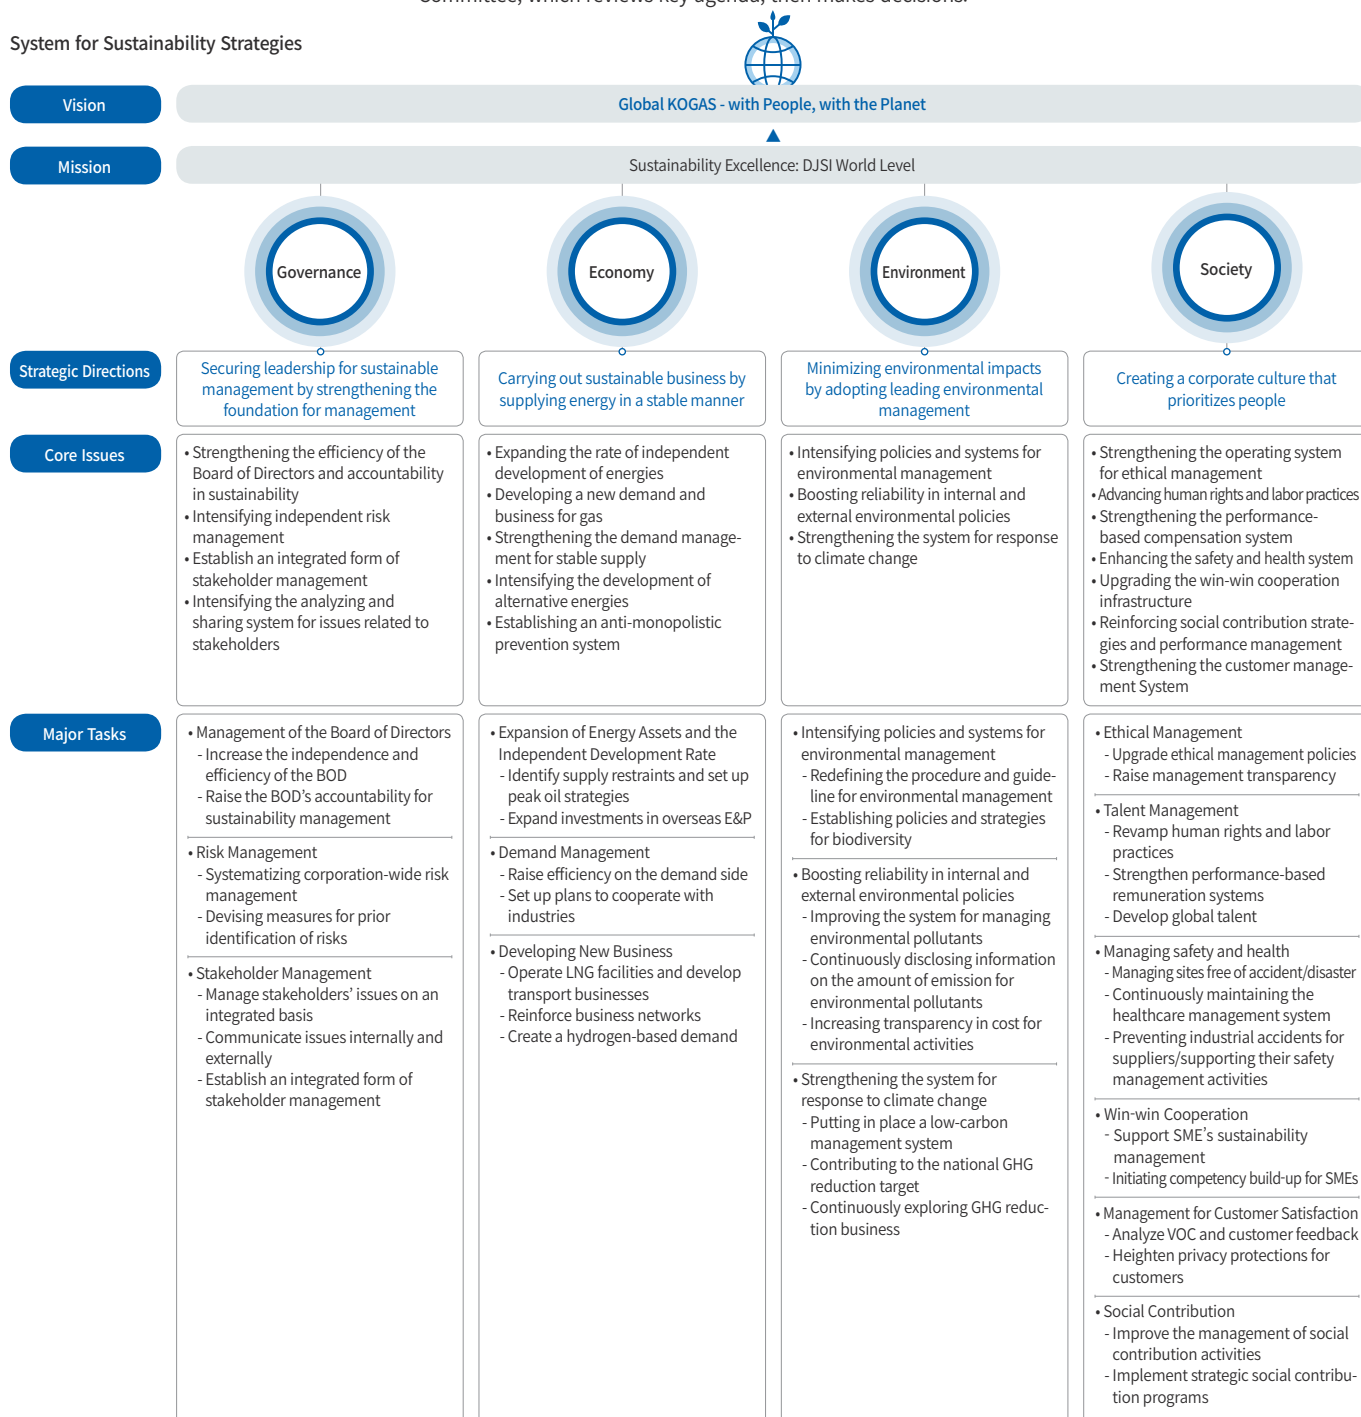 Committee, which reviews key agenda, then makes decisions.
System for Sustainability Strategies
Vision
Global KOGAS - with People, with the Planet
Mission
Sustainability Excellence: DJSI World Level
Governance
Economy
Environment
Society
Strategic Directions
Securing leadership for sustainable
management by strengthening the
foundation for management
Carrying out sustainable business by
supplying energy in a stable manner
Minimizing environmental impacts
by adopting leading environmental
management
Creating a corporate culture that
prioritizes people
Core Issues
• Strengthening the efficiency of the
Board of Directors and accountability
in sustainability
• Intensifying independent risk
management
• Establish an integrated form of
stakeholder management
• Intensifying the analyzing and
sharing system for issues related to
stakeholders
• Expanding the rate of independent
development of energies
• Developing a new demand and
business for gas
• Strengthening the demand manage-
ment for stable supply
• Intensifying the development of
alternative energies
• Establishing an anti-monopolistic
prevention system
• Intensifying policies and systems for
environmental management
• Boosting reliability in internal and
external environmental policies
• Strengthening the system for response
to climate change
• Strengthening the operating system
for ethical management
• Advancing human rights and labor practices
• Strengthening the performance-
based compensation system
• Enhancing the safety and health system
• Upgrading the win-win cooperation
infrastructure
• Reinforcing social contribution strate-
gies and performance management
• Strengthening the customer manage-
ment System
Major Tasks
• Management of the Board of Directors
- Increase the independence and
efficiency of the BOD
- Raise the BOD’s accountability for
sustainability management
• Risk Management
- Systematizing corporation-wide risk
management
- Devising measures for prior
identification of risks
• Stakeholder Management
- Manage stakeholders’ issues on an
integrated basis
- Communicate issues internally and
externally
- Establish an integrated form of
stakeholder management
• Expansion of Energy Assets and the
Independent Development Rate
- Identify supply restraints and set up
peak oil strategies
- Expand investments in overseas E&P
• Demand Management
- Raise efficiency on the demand side
- Set up plans to cooperate with
industries
• Developing New Business
- Operate LNG facilities and develop
transport businesses
- Reinforce business networks
- Create a hydrogen-based demand
• Intensifying policies and systems for
environmental management
- Redefining the procedure and guide-
line for environmental management
- Establishing policies and strategies
for biodiversity
• Boosting reliability in internal and
external environmental policies
- Improving the system for managing
environmental pollutants
- Continuously disclosing information
on the amount of emission for
environmental pollutants
- Increasing transparency in cost for
environmental activities
• Strengthening the system for
response to climate change
- Putting in place a low-carbon
management system
- Contributing to the national GHG
reduction target
- Continuously exploring GHG reduc-
tion business
• Ethical Management
- Upgrade ethical management policies
- Raise management transparency
• Talent Management
- Revamp human rights and labor
practices
- Strengthen performance-based
remuneration systems
- Develop global talent
• Managing safety and health
- Managing sites free of accident/disaster
- Continuously maintaining the
healthcare management system
- Preventing industrial accidents for
suppliers/supporting their safety
management activities
• Win-win Cooperation
- Support SME’s sustainability
management
- Initiating competency build-up for SMEs
• Management for Customer Satisfaction
- Analyze VOC and customer feedback
- Heighten privacy protections for
customers
• Social Contribution
- Improve the management of social
contribution activities
- Implement strategic social contribu-
tion programs